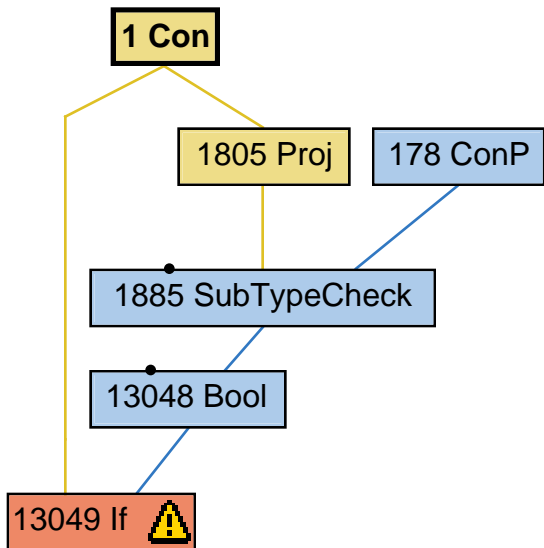 1 Con
1805 Proj
178 ConP
1885 SubTypeCheck
13048 Bool
13049 If